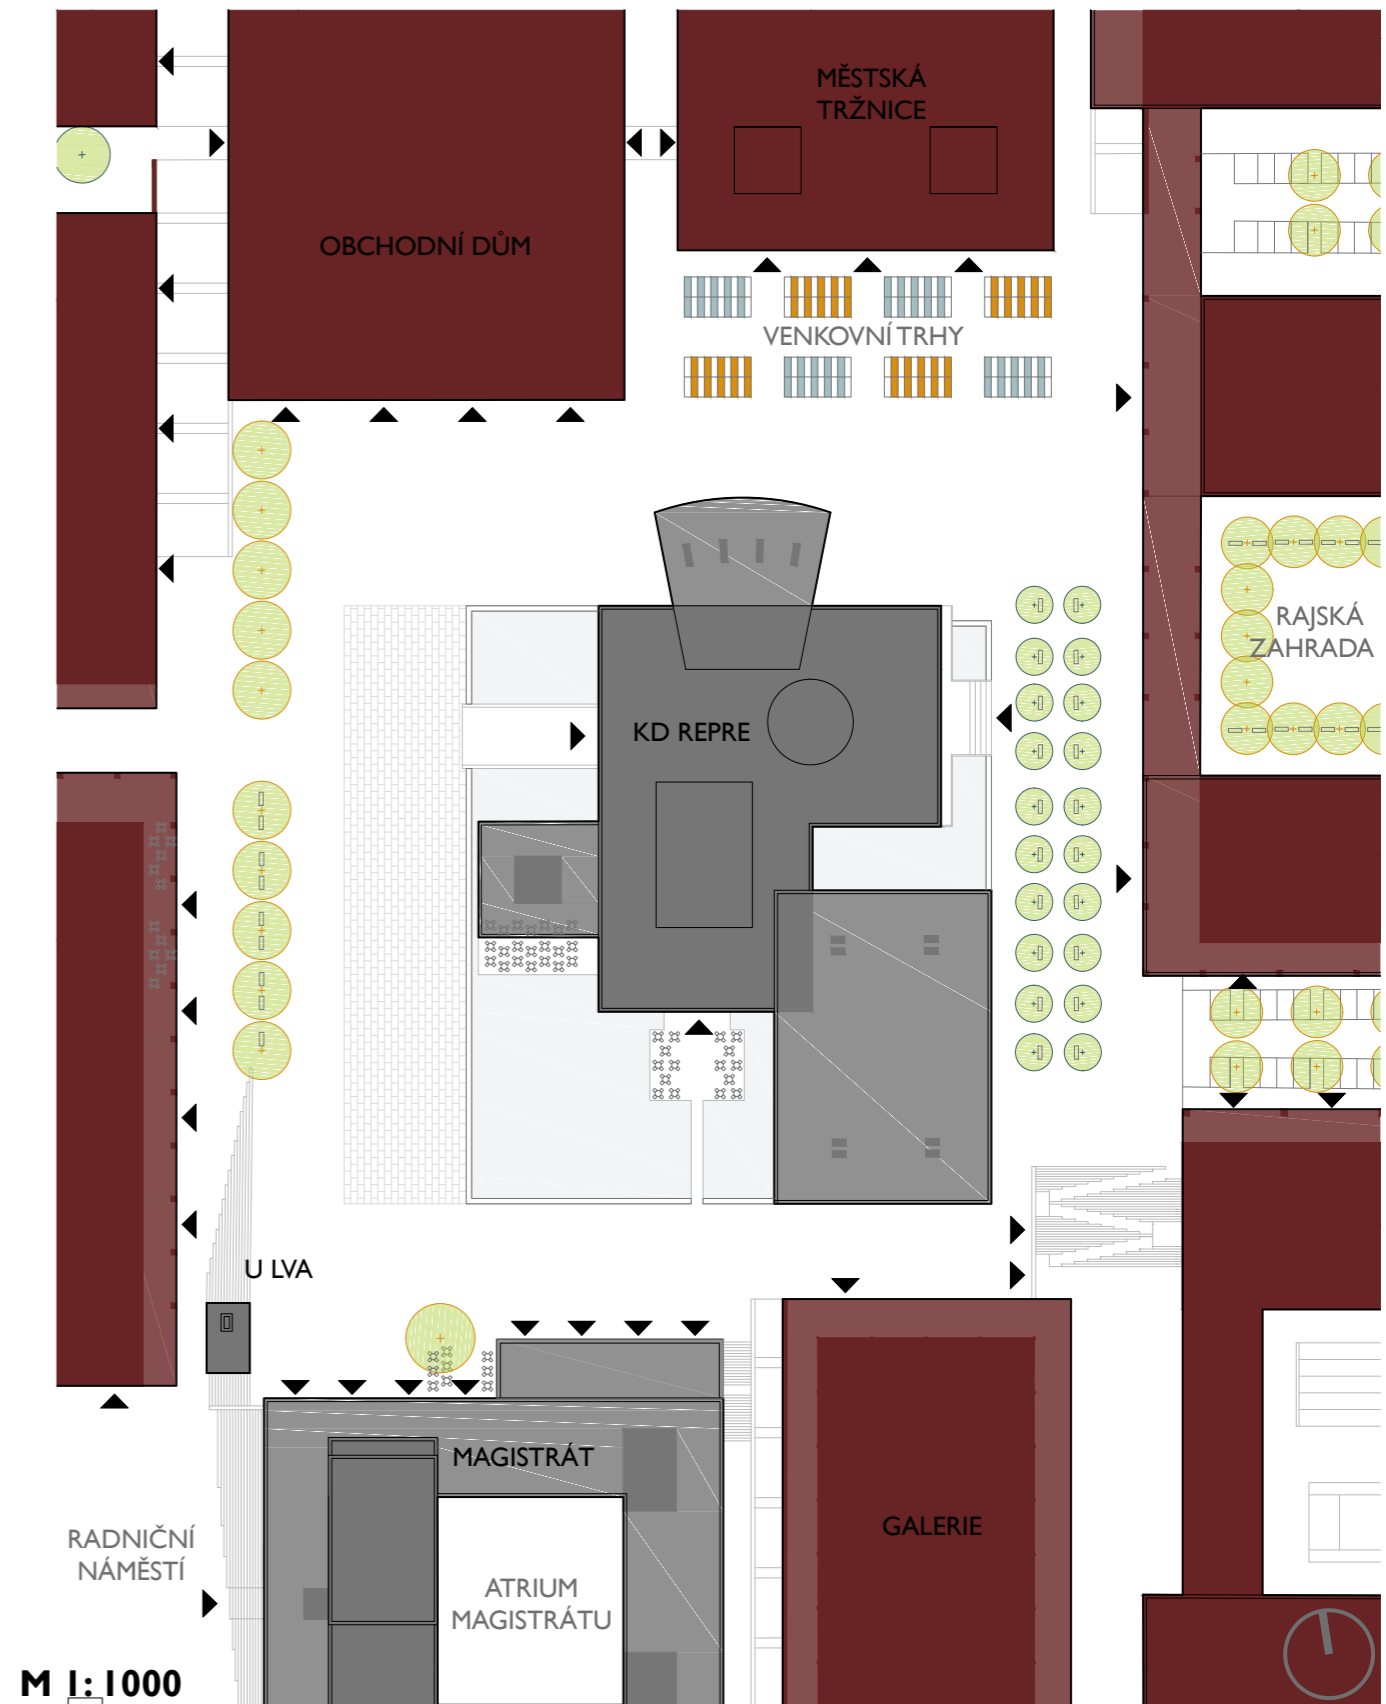 MĚSTSKÁ
TRŽNICE
OBCHODNÍ DŮM
VENKOVNÍ TRHY
RAJSKÁ
ZAHRADA
KD REPRE
U LVA
MAGISTRÁT
GALERIE
RADNIČNÍ
NÁMĚSTÍ
ATRIUM
MAGISTRÁTU
M 1:1000